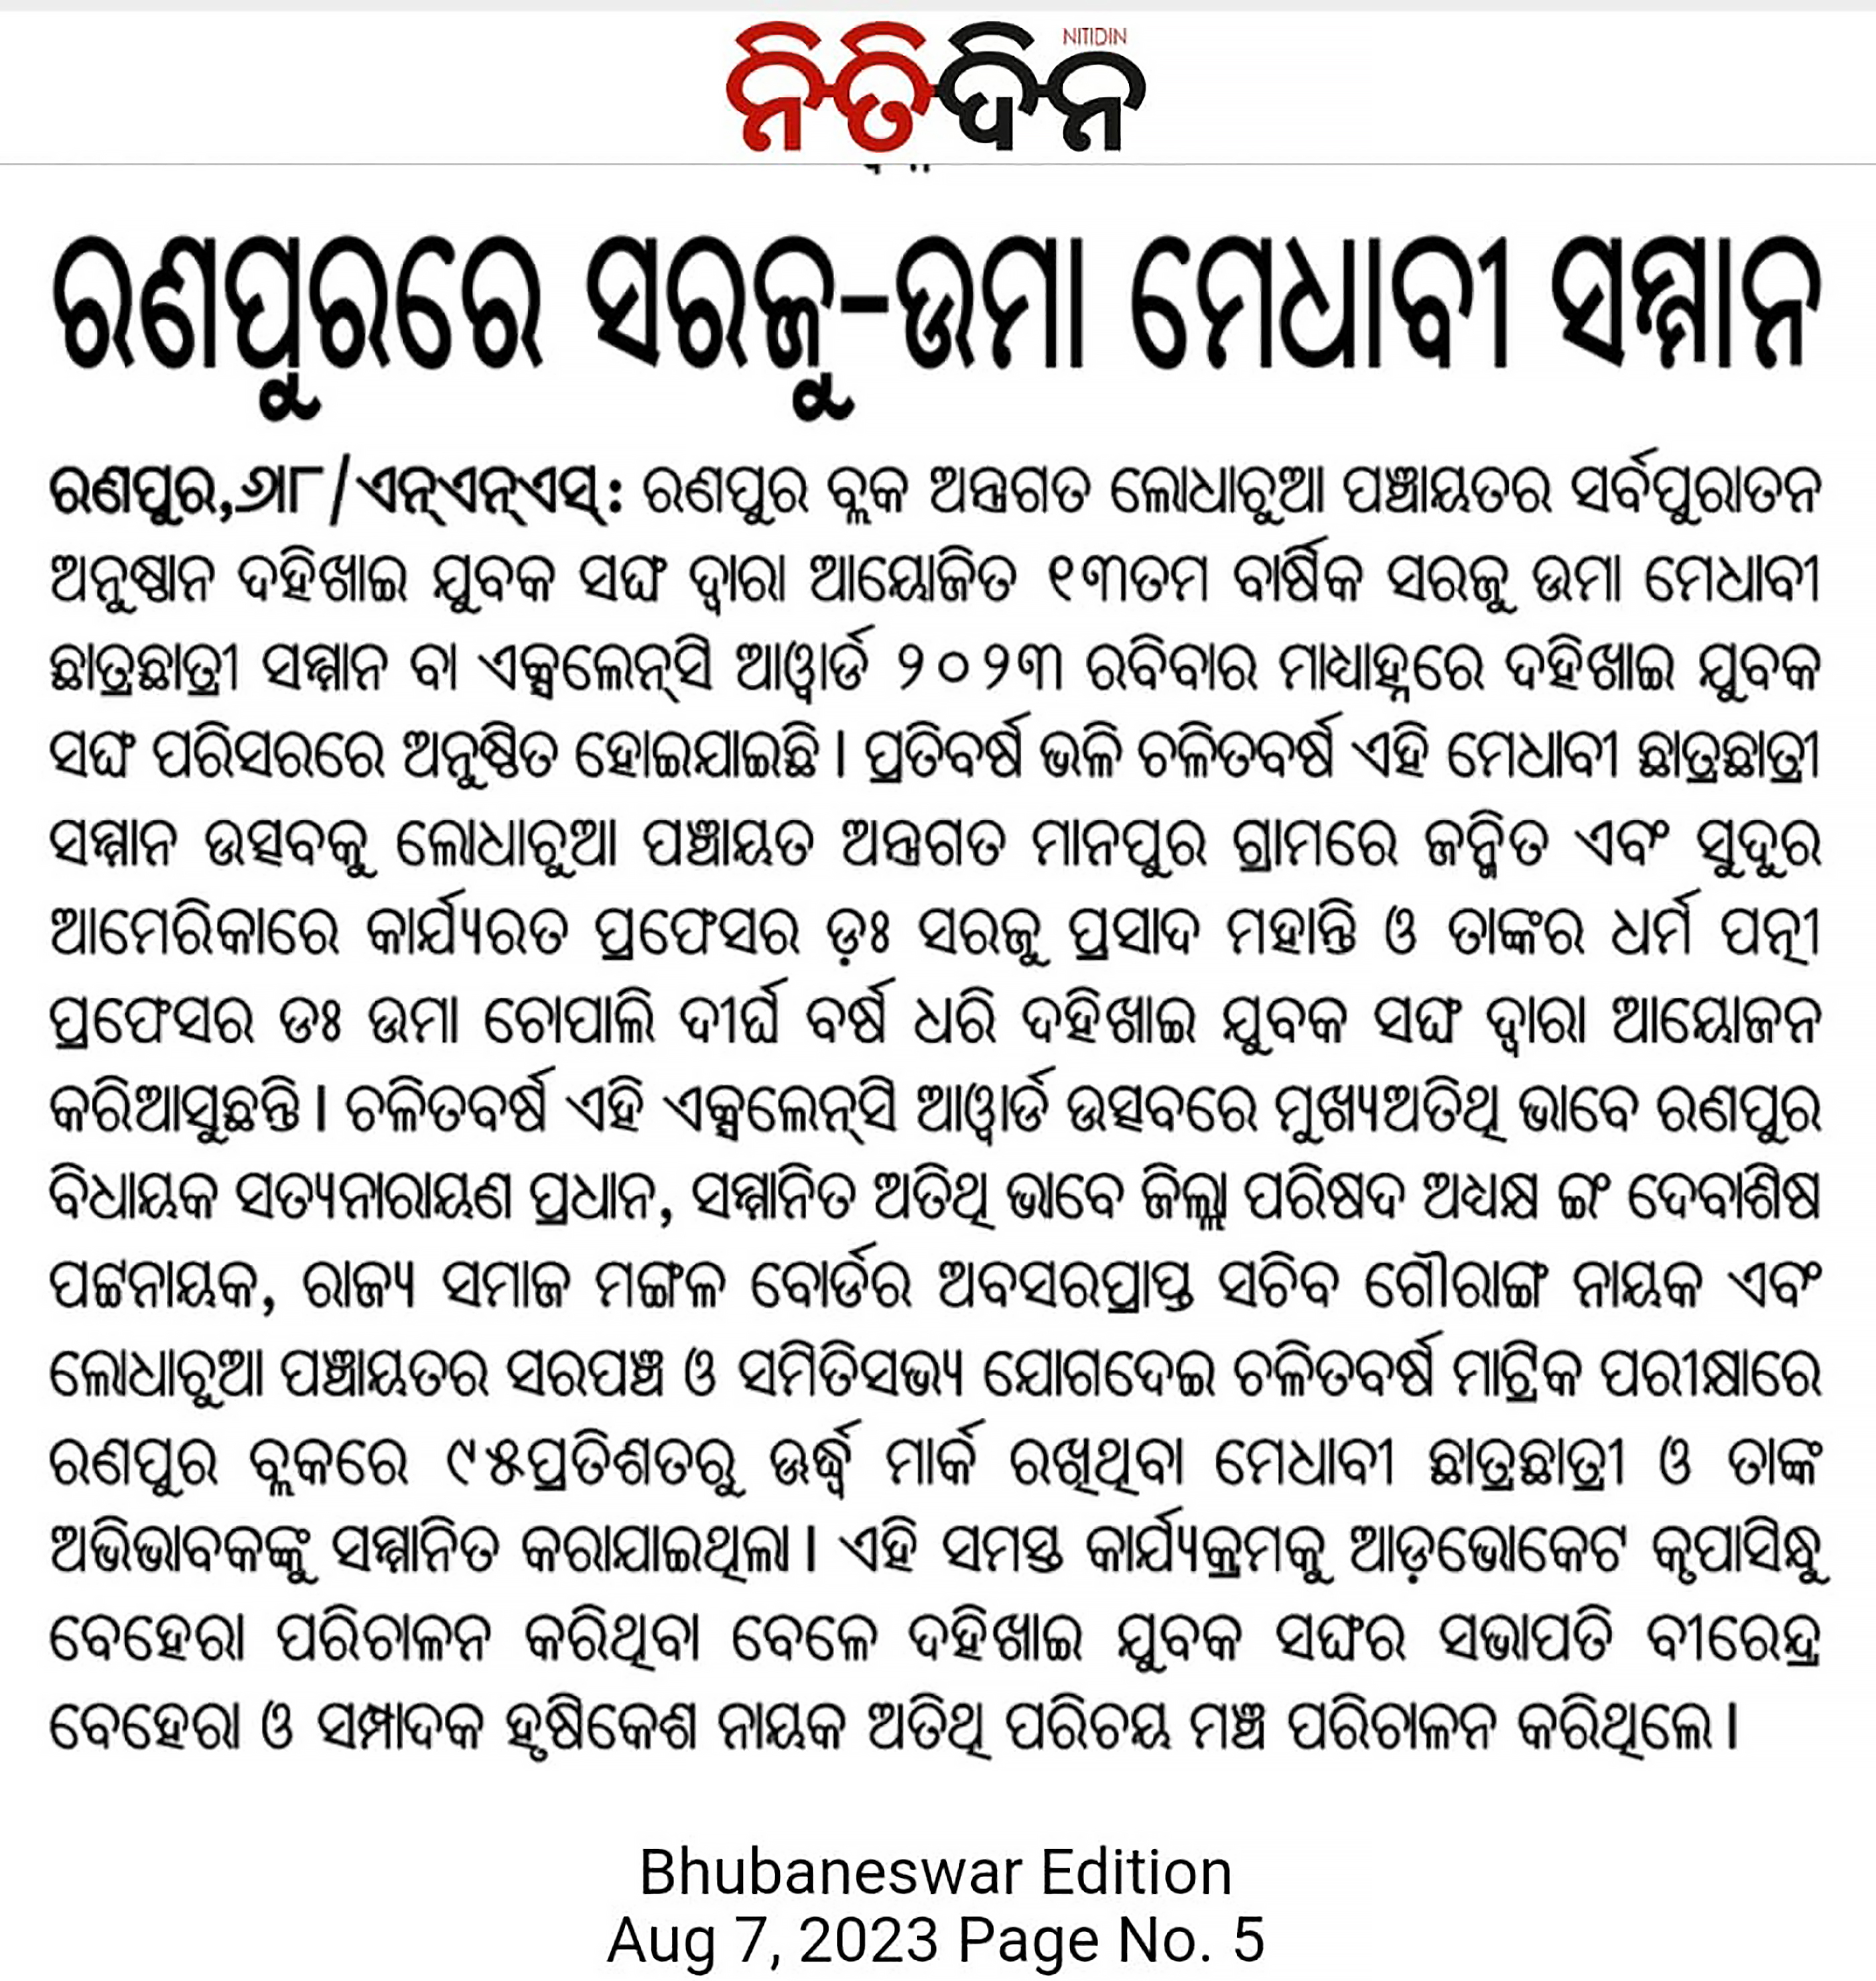 ନିତିଦିନ
NITIDIN
ରଣପୁରରେ ସରଜୁ-ଉମା ମେଧାବୀ ସମ୍ମାନ
ରଣପୁର,୬ା୮/ଏନ୍‌ଏନ୍‌ଏସ୍: ରଣପୁର ବ୍ଲକ ଅନ୍ତ୍ରଗତ ଲୋଧାଚୁଆ ପଞ୍ଚାୟତର ସର୍ବପୁରାତନ
ଅନୁଷ୍ଠାନ ଦହିଖାଇ ଯୁବକ ସଙ୍ଘ ଦ୍ଵାରା ଆୟୋଜିତ ୧୩ତମ ବାର୍ଷିକ ସରଜୁ ଉମା ମେଧାବୀ
ଛାତ୍ରଛାତ୍ରୀ ସମ୍ମାନ ବା ଏକ୍ସଲେନ୍‌ସି ଆୱାର୍ଡ ୨୦୨୩ ରବିବାର ମାଧ୍ୟାହ୍ନରେ ଦହିଖାଇ ଯୁବକ
ସଙ୍ଘ ପରିସରରେ ଅନୁଷ୍ଠିତ ହୋଇଯାଇଛି । ପ୍ରତିବର୍ଷ ଭଳି ଚଳିତବର୍ଷ ଏହି ମେଧାବୀ ଛାତ୍ରଛାତ୍ରୀ
ସମ୍ମାନ ଉତ୍ସବକୁ ଲୋଧାଚୁଆ ପଞ୍ଚାୟତ ଅନ୍ତ୍ରଗତ ମାନପୁର ଗ୍ରାମରେ ଜନ୍ମିତ ଏବଂ ସୁଦୂର
ଆମେରିକାରେ କାର୍ଯ୍ୟରତ ପ୍ରଫେସର ଡ଼ଃ ସରଜୁ ପ୍ରସାଦ ମହାନ୍ତି ଓ ତାଙ୍କର ଧର୍ମ ପତ୍ନୀ
ପ୍ରଫେସର ଡଃ ଉମା ଚୋପାଲି ଦୀର୍ଘ ବର୍ଷ ଧରି ଦହିଖାଇ ଯୁବକ ସଙ୍ଘ ଦ୍ଵାରା ଆୟୋଜନ
କରିଆସୁଛନ୍ତି । ଚଳିତବର୍ଷ ଏହି ଏକ୍ସଲେନ୍‌ସି ଆୱାର୍ଡ ଉତ୍ସବରେ ମୁଖ୍ୟଅତିଥି ଭାବେ ରଣପୁର
ବିଧାୟକ ସତ୍ୟନାରାୟଣ ପ୍ରଧାନ, ସମ୍ମାନିତ ଅତିଥି ଭାବେ ଜିଲ୍ଲା ପରିଷଦ ଅଧ୍ୟକ୍ଷ ଇଂ ଦେବାଶିଷ
ପଟ୍ଟନାୟକ, ରାଜ୍ୟ ସମାଜ ମଙ୍ଗଳ ବୋର୍ଡର ଅବସରପ୍ରାପ୍ତ ସଚିବ ଗୌରାଙ୍ଗ ନାୟକ ଏବଂ
ଲୋଧାଚୁଆ ପଞ୍ଚାୟତର ସରପଞ୍ଚ ଓ ସମିତିସଭ୍ୟ ଯୋଗଦେଇ ଚଳିତବର୍ଷ ମାଟ୍ରିକ ପରୀକ୍ଷାରେ
ରଣପୁର ବ୍ଲକରେ ୯୫ପ୍ରତିଶତରୁ ଊର୍ଦ୍ଧ୍ୱ ମାର୍କ ରଖିଥିବା ମେଧାବୀ ଛାତ୍ରଛାତ୍ରୀ ଓ ତାଙ୍କ
ଅଭିଭାବକଙ୍କୁ ସମ୍ମାନିତ କରାଯାଇଥିଲା । ଏହି ସମସ୍ତ କାର୍ଯ୍ୟକ୍ରମକୁ ଆଡ଼ଭୋକେଟ କୃପାସିନ୍ଧୁ
ବେହେରା ପରିଚାଳନ କରିଥିବା ବେଳେ ଦହିଖାଇ ଯୁବକ ସଙ୍ଘର ସଭାପତି ବୀରେନ୍ଦ୍ର
ବେହେରା ଓ ସମ୍ପାଦକ ହୃଷିକେଶ ନାୟକ ଅତିଥି ପରିଚୟ ମଞ୍ଚ ପରିଚାଳନ କରିଥିଲେ ।
Bhubaneswar Edition
Aug 7, 2023 Page No. 5